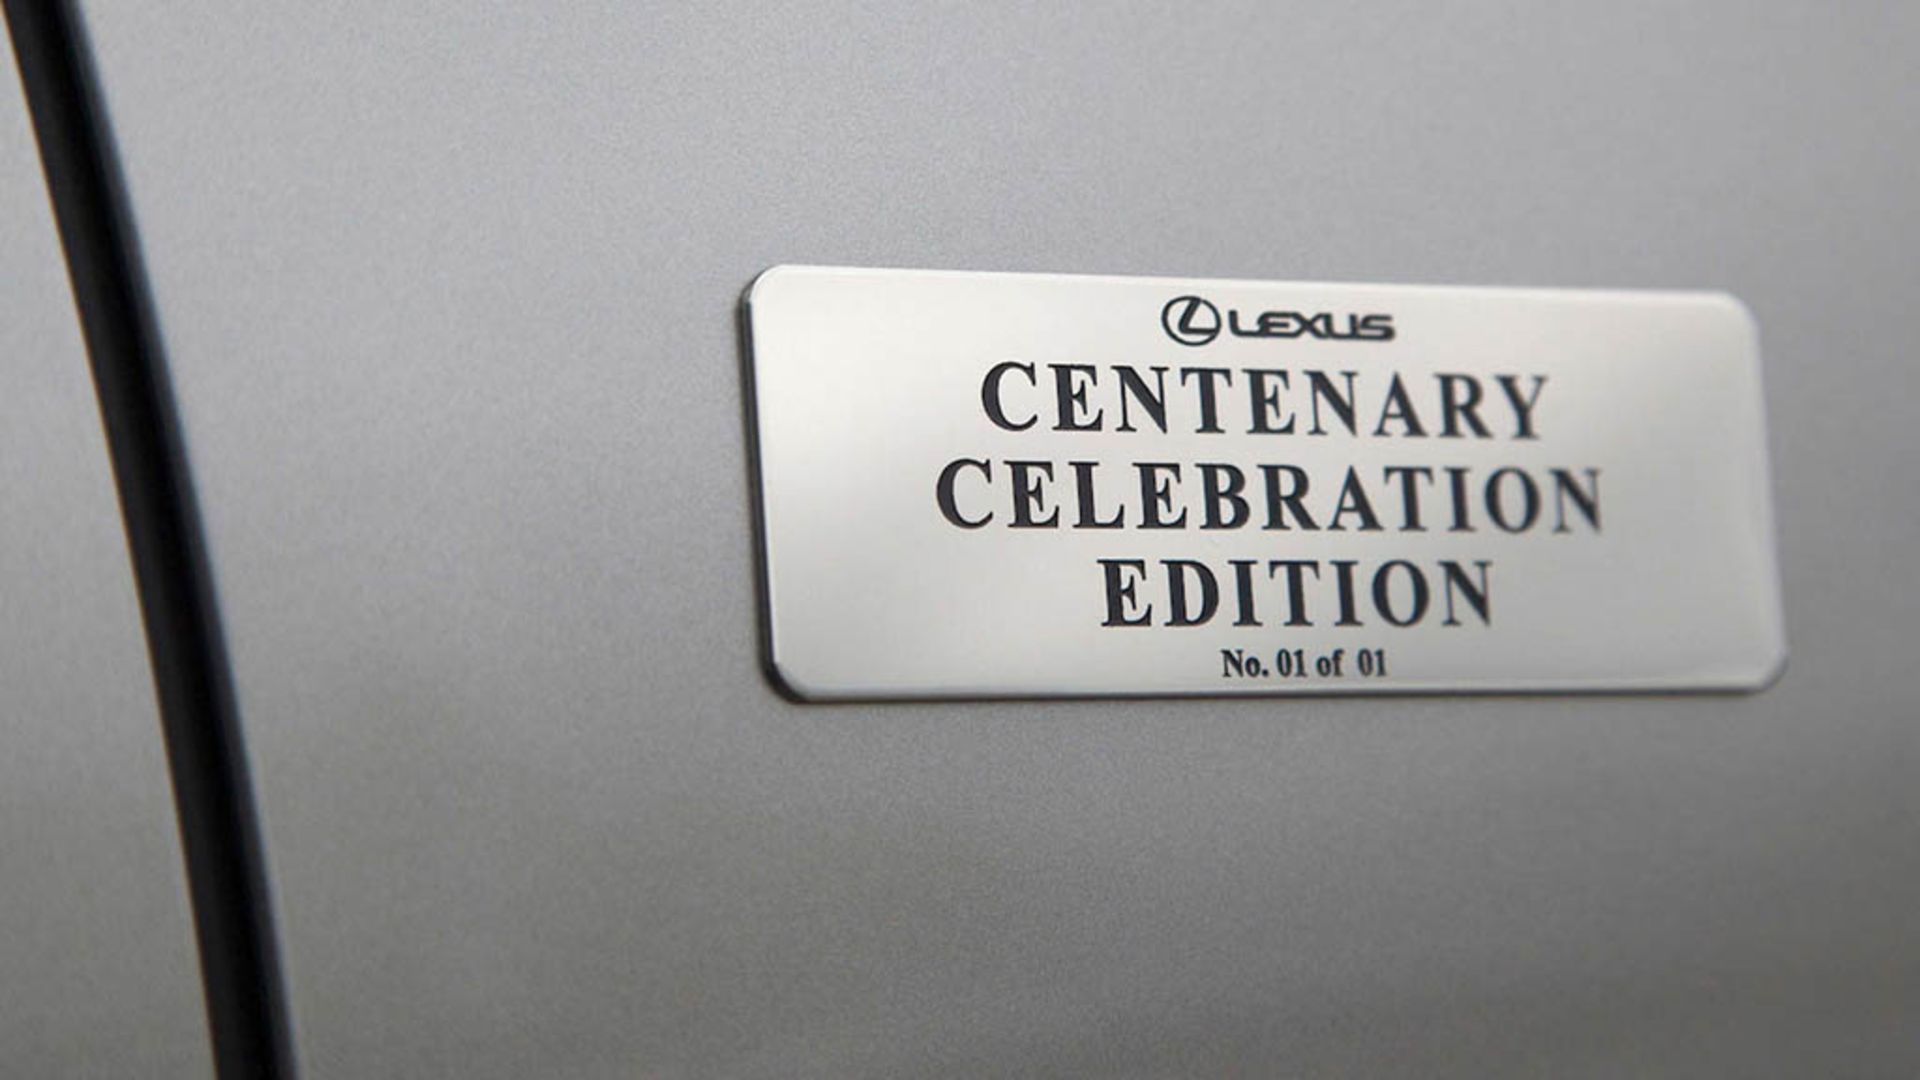 LEXUS
CENTENARY
CELEBRATION
EDITION
No. 01 of 01